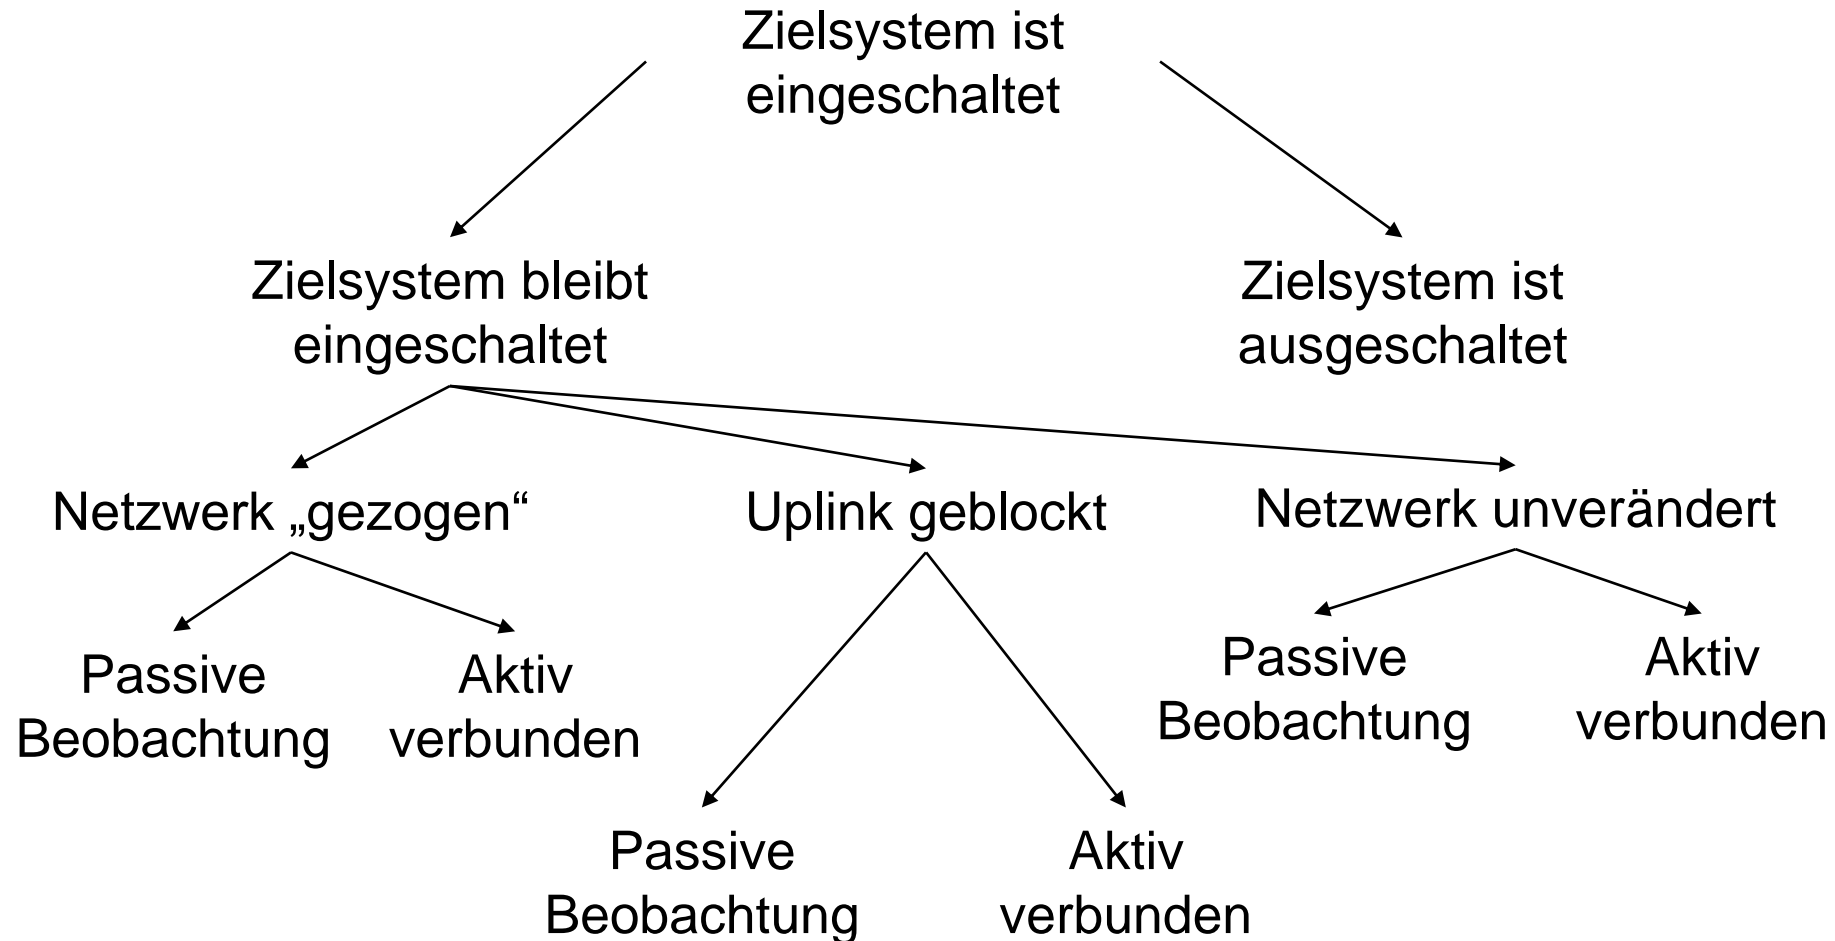 Zielsystem ist
eingeschaltet
Zielsystem bleibt
eingeschaltet
Zielsystem ist
ausgeschaltet
Netzwerk „gezogen“
Uplink geblockt
Netzwerk unverändert
Passive
Beobachtung
Aktiv
verbunden
Passive
Beobachtung
Aktiv
verbunden
Passive
Beobachtung
Aktiv
verbunden